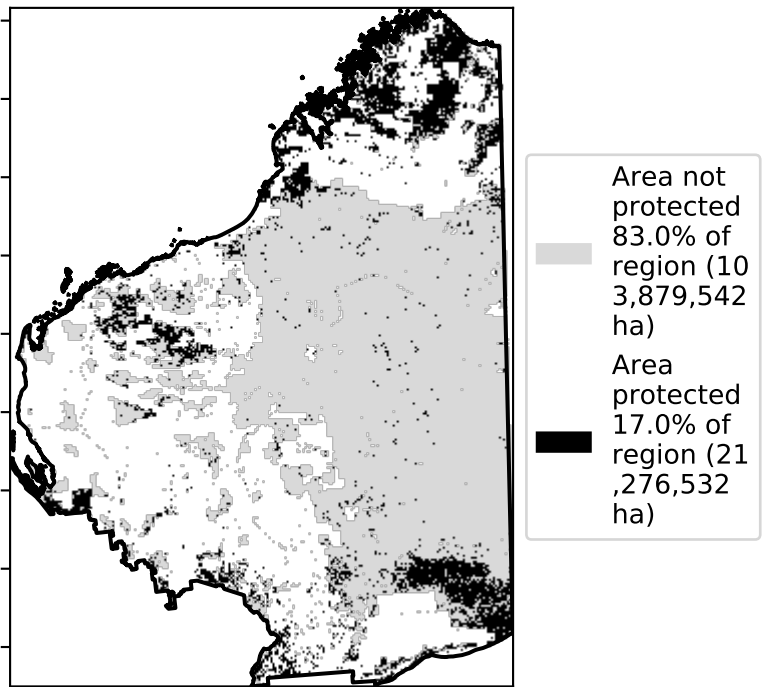 Area not
protected
83.0% of
region (10
3,879,542
ha)
Area
protected
17.0% of
region (21
,276,532
ha)